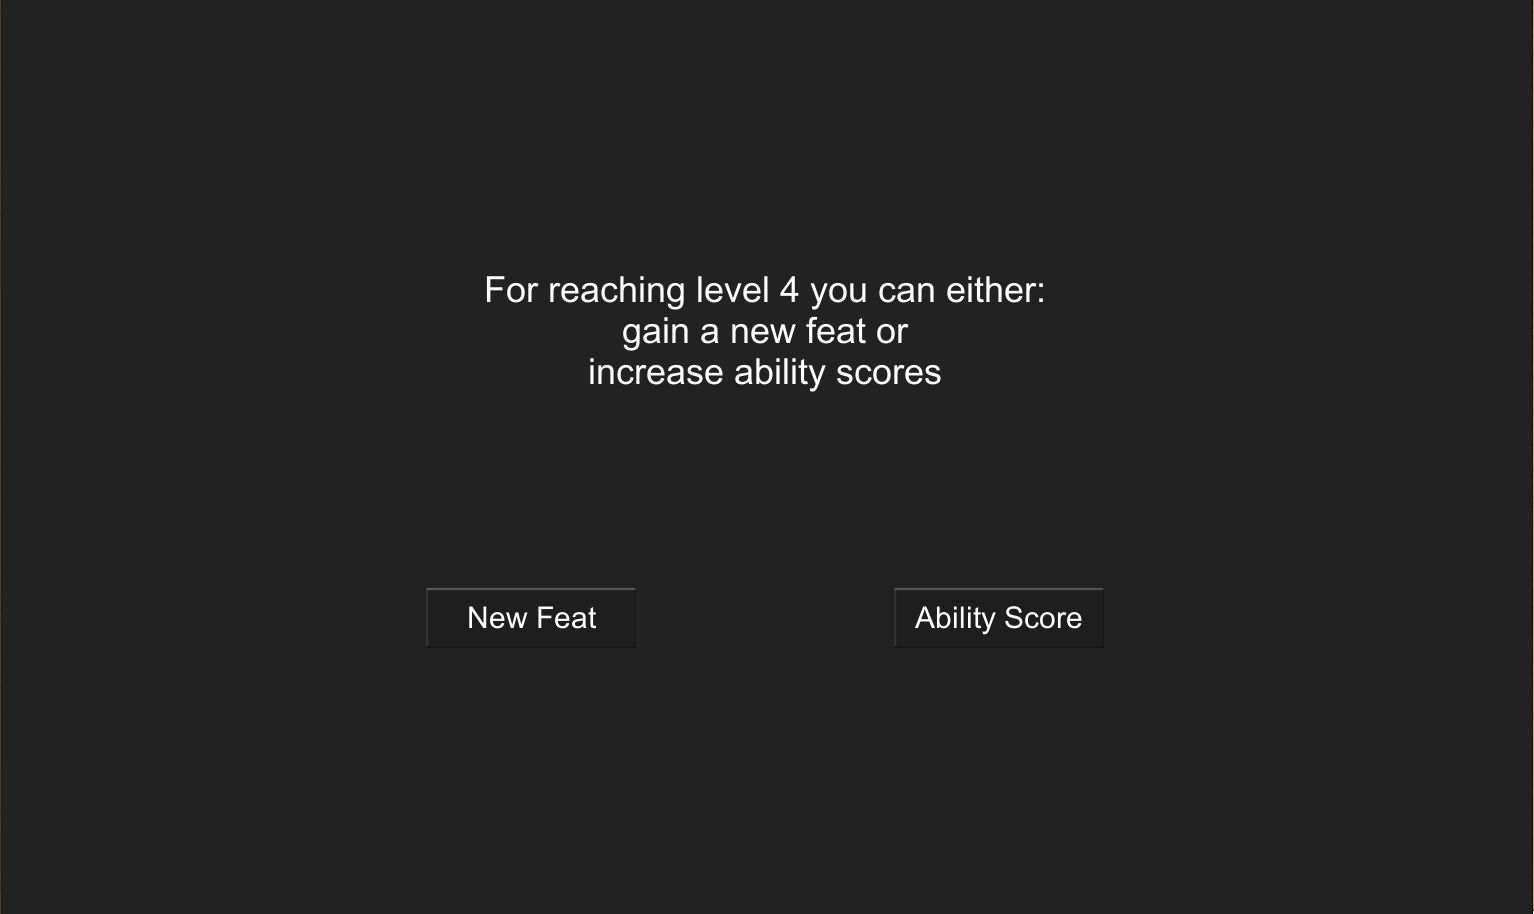 For reaching level 4 you can either:
gain a new feat or
increase ability scores
New Feat
Ability Score